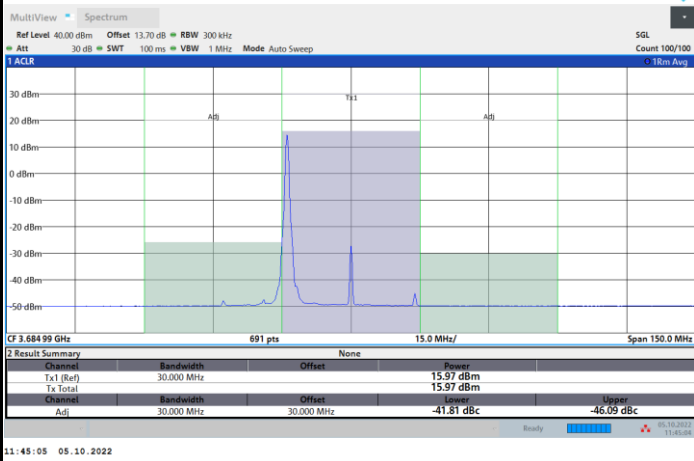 MultiView Spectrum
Ref Level 40.00 dBm Offset 13.70 dB RBW 300 kHz SGL
Att 30 dB SWT 100 ms VBW 1 MHz Mode Auto Sweep Count 100/100
1 ACLR 1Rm Avg
30 dBm
Tx1
20 dBm
Adj Adj
10 dBm
0 dBm
-10 dBm
-20 dBm
-30 dBm
-40 dBm
-50 dBm
CF 3.684 99 GHz 691 pts 15.0 MHz/ Span 150.0 MHz
2 Result Summary None
Channel Bandwidth Offset Power
Tx1 (Ref) 30.000 MHz 15.97 dBm
Tx Total 15.97 dBm
Channel Bandwidth Offset Lower Upper
Adj 30.000 MHz 30.000 MHz -41.81 dBc -46.09 dBc
Ready 05.10.2022
11:45:04
11:45:05 05.10.2022